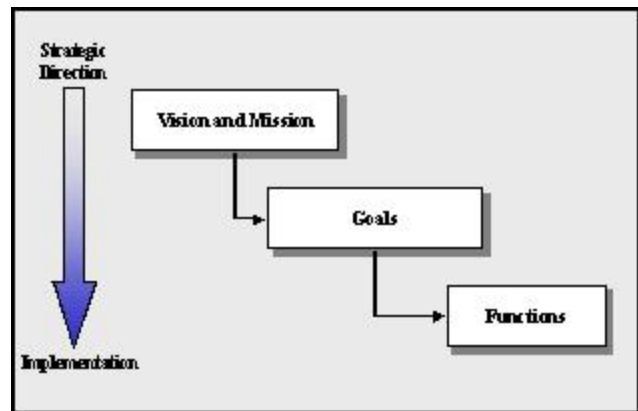 Strategic
Direction
Vision and Mission
Goals
Functions
Implementation